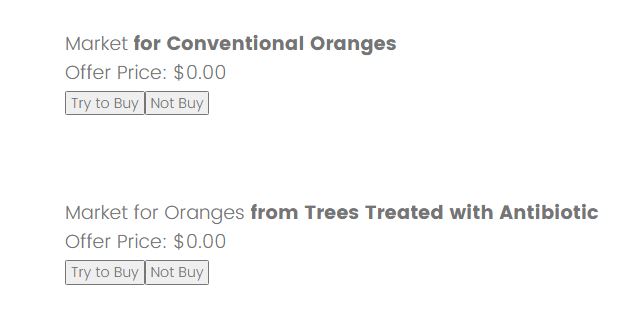 Market for Conventional Oranges
Offer Price: $0.00
Try to Buy Not Buy
Market for Oranges from Trees Treated with Antibiotic
Offer Price: $0.00
Try to Buy Not Buy